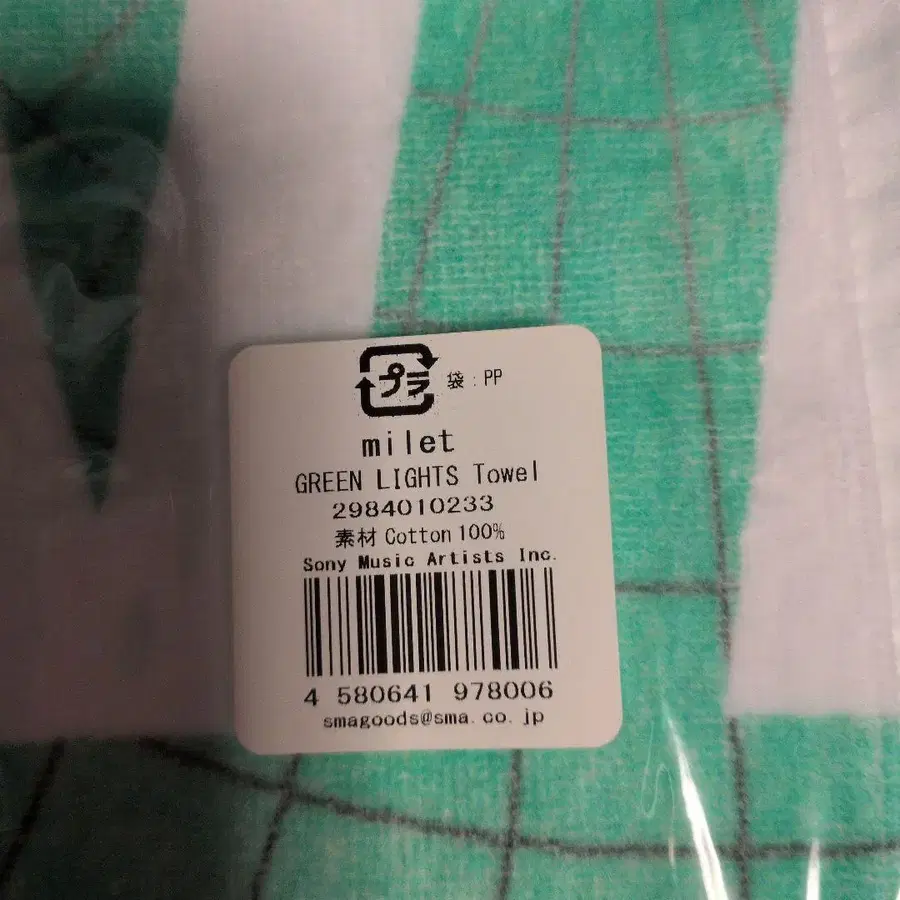 プラ 袋:PP
milet
GREEN LIGHTS Towel
2984010233
素材 Cotton 100%
Sony Music Artists Inc.
4 580641 978006
smagoods@sma.co.jp